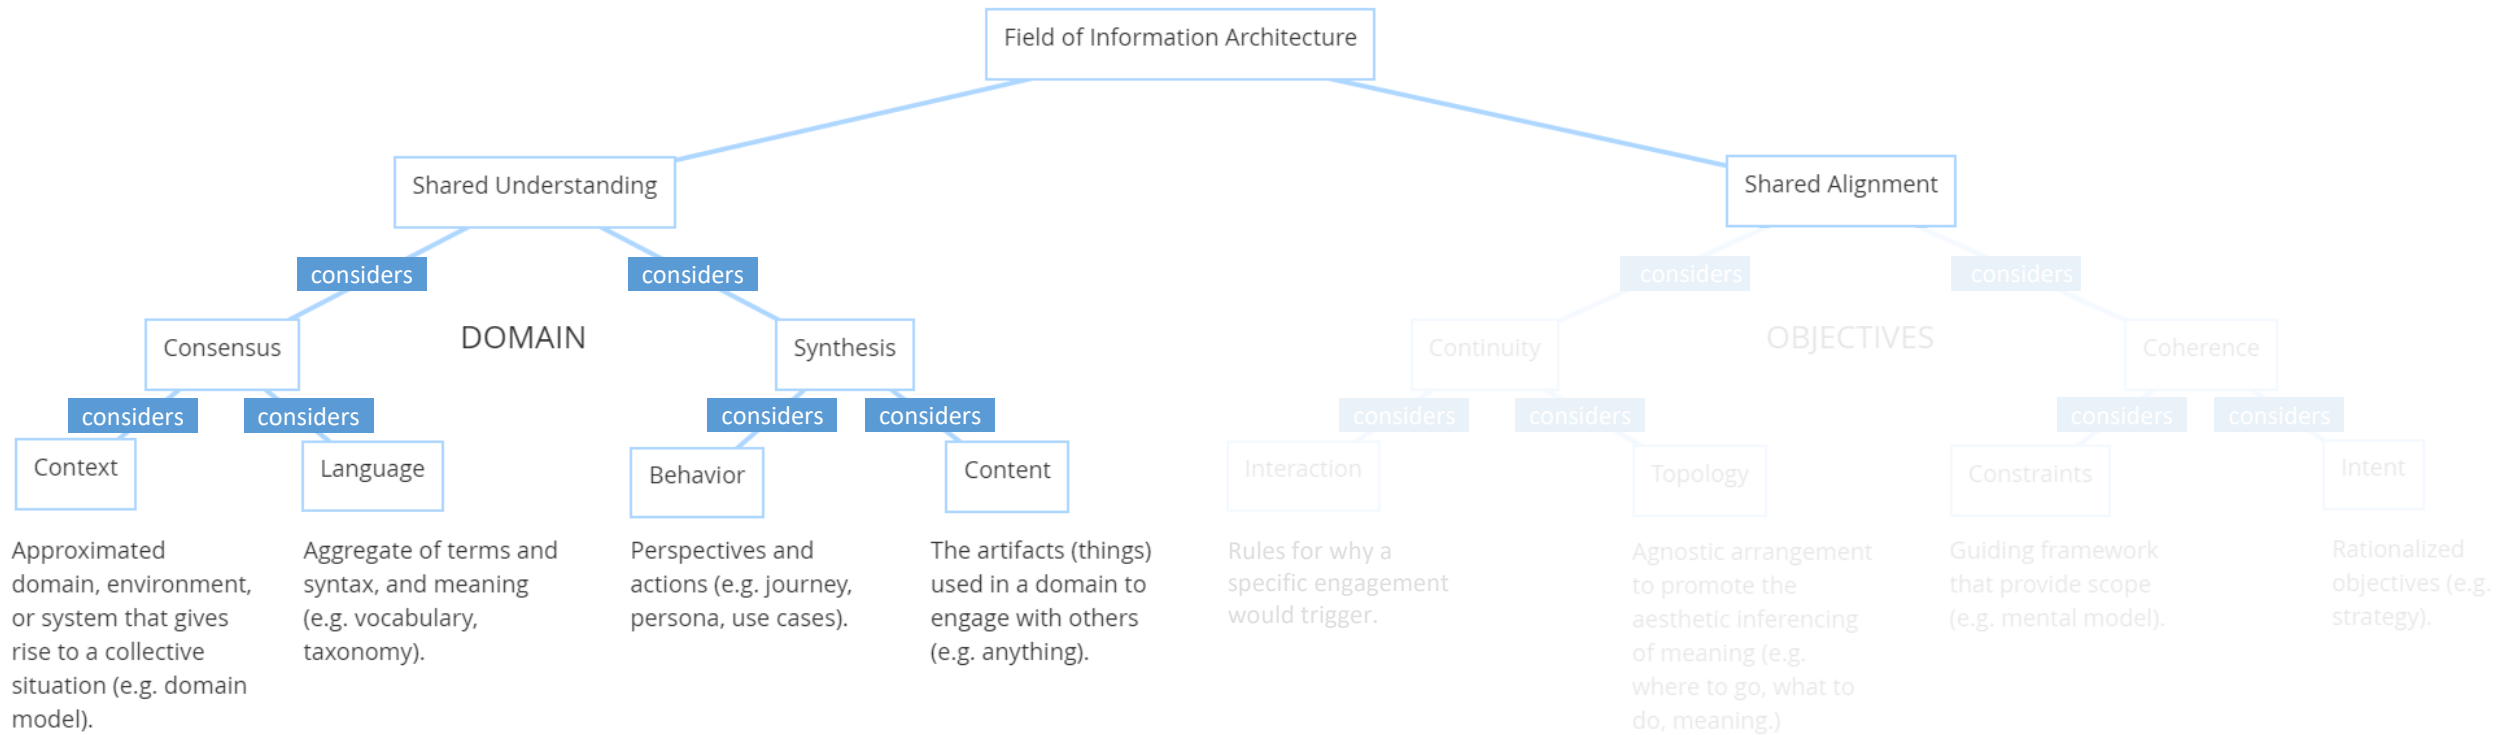 Field of Information Architecture
Shared Understanding
Shared Alignment
considers
considers
considers
considers
Consensus
DOMAIN
Synthesis
Continuity
OBJECTIVES
Coherence
considers
considers
considers
considers
considers
considers
considers
considers
Context
Language
Behavior
Content
Interaction
Topology
Constraints
Intent
Approximated
domain, environment,
or system that gives
rise to a collective
situation (e.g. domain
model).
Aggregate of terms and
syntax, and meaning
(e.g. vocabulary,
taxonomy).
Perspectives and
actions (e.g. journey,
persona, use cases).
The artifacts (things)
used in a domain to
engage with others
(e.g. anything).
Rules for why a
specific engagement
would trigger.
Agnostic arrangement
to promote the
aesthetic inferencing
of meaning (e.g.
where to go, what to
do, meaning.)
Guiding framework
that provide scope
(e.g. mental model).
Rationalized
objectives (e.g.
strategy).